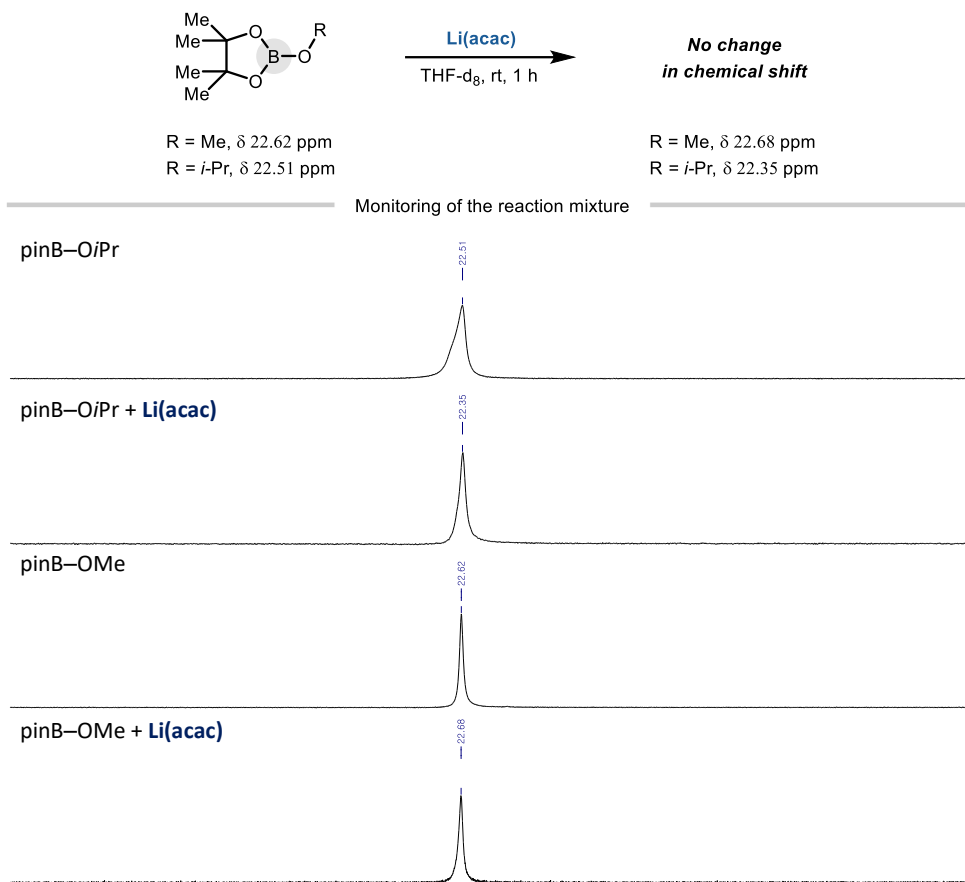 Me
Me
Me
Me
O
B
O
O
R
Li(acac)
THF-d8, rt, 1 h
No change
in chemical shift
R = Me, δ 22.62 ppm
R = i-Pr, δ 22.51 ppm
R = Me, δ 22.68 ppm
R = i-Pr, δ 22.35 ppm
Monitoring of the reaction mixture
pinB–OiPr
22.51
pinB–OiPr + Li(acac)
22.35
pinB–OMe
22.62
pinB–OMe + Li(acac)
22.68